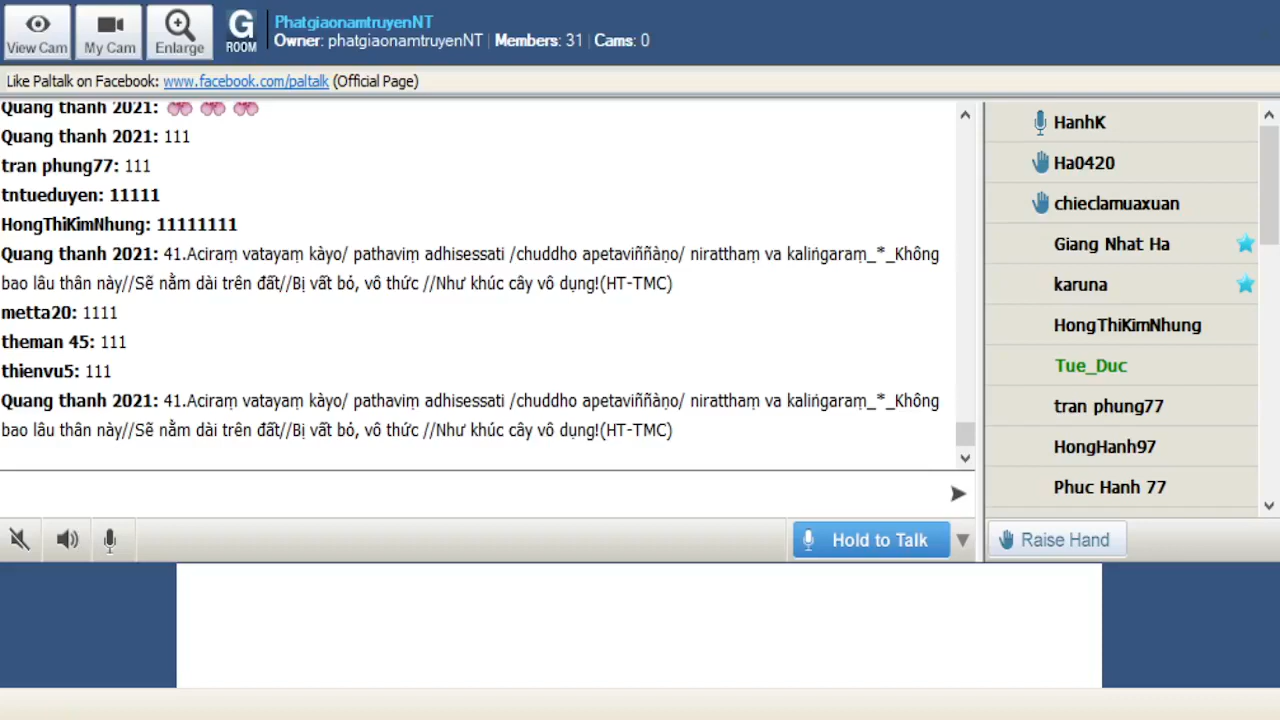 View Cam
My Cam
Enlarge
G
ROOM
PhatgiaonamtruyenNT
Owner: phatgiaonamtruyenNT | Members: 31 | Cams: 0
Like Paltalk on Facebook: www.facebook.com/paltalk (Official Page)
Quang thanh 2021:
Quang thanh 2021: 111
tran phung77: 111
tntueduyen: 11111
HongThiKimNhung: 11111111
Quang thanh 2021: 41.Aciraṃ vatayaṃ kàyo/ pathaviṃ adhisessati /chuddho apetaviññàṇo/ niratthaṃ va kaliṅgaraṃ_*_Không
bao lâu thân này//Sẽ nằm dài trên đất//Bị vất bỏ, vô thức //Như khúc cây vô dụng!(HT-TMC)
metta20: 1111
theman 45: 111
thienvu5: 111
Quang thanh 2021: 41.Aciraṃ vatayaṃ kàyo/ pathaviṃ adhisessati /chuddho apetaviññàṇo/ niratthaṃ va kaliṅgaraṃ_*_Không
bao lâu thân này//Sẽ nằm dài trên đất//Bị vất bỏ, vô thức //Như khúc cây vô dụng!(HT-TMC)
Hold to Talk
HanhK
Ha0420
chieclamuaxuan
Giang Nhat Ha
karuna
HongThiKimNhung
Tue_Duc
tran phung77
HongHanh97
Phuc Hanh 77
Raise Hand